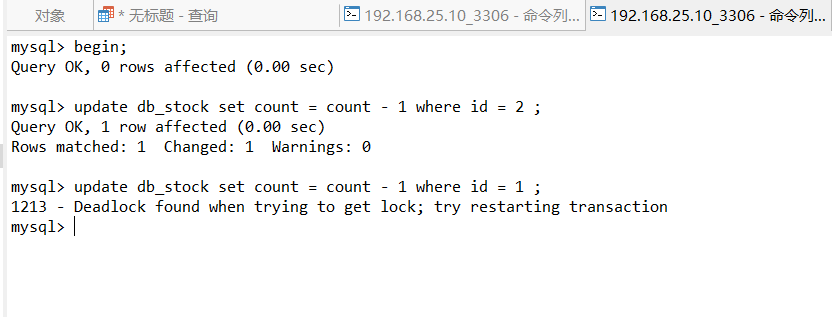 对象 * 无标题 - 查询 192.168.25.10_3306 - 命令列... 192.168.25.10_3306 - 命令列...
mysql> begin;
Query OK, 0 rows affected (0.00 sec)
mysql> update db_stock set count = count - 1 where id = 2 ;
Query OK, 1 row affected (0.00 sec)
Rows matched: 1  Changed: 1  Warnings: 0
mysql> update db_stock set count = count - 1 where id = 1 ;
1213 - Deadlock found when trying to get lock; try restarting transaction
mysql>